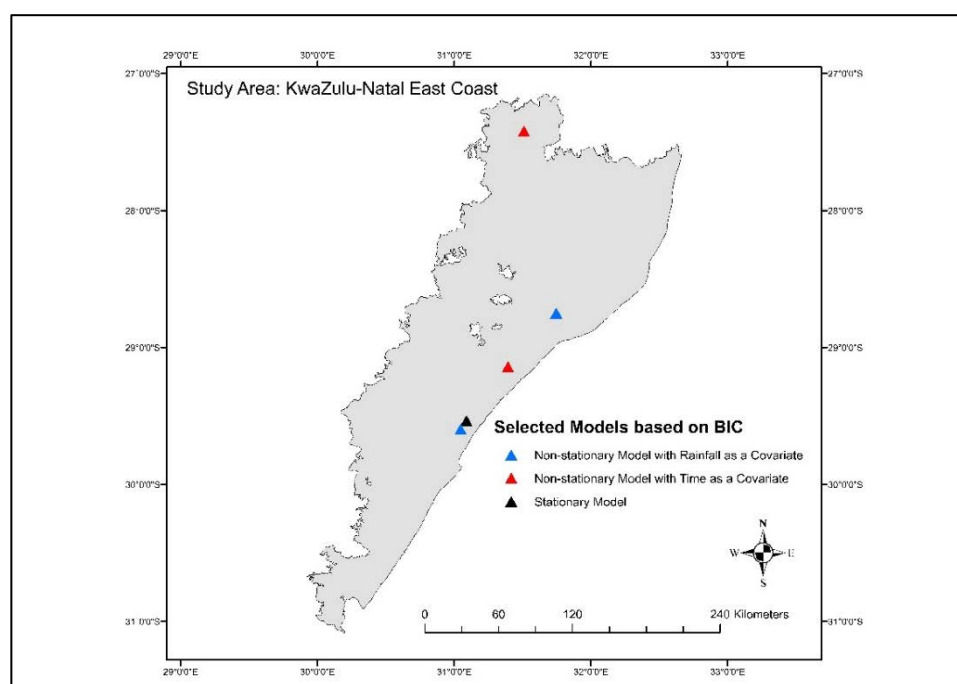 29°0'0"E 30°0'0"E 31°0'0"E 32°0'0"E 33°0'0"E
27°0'0"S 27°0'0"S
Study Area: KwaZulu-Natal East Coast
28°0'0"S 28°0'0"S
29°0'0"S 29°0'0"S
Selected Models based on BIC
Non-stationary Model with Rainfall as a Covariate
Non-stationary Model with Time as a Covariate
30°0'0"S 30°0'0"S
Stationary Model
N
W E
S
0 60 120 240 Kilometers
31°0'0"S 31°0'0"S
29°0'0"E 30°0'0"E 31°0'0"E 32°0'0"E 33°0'0"E